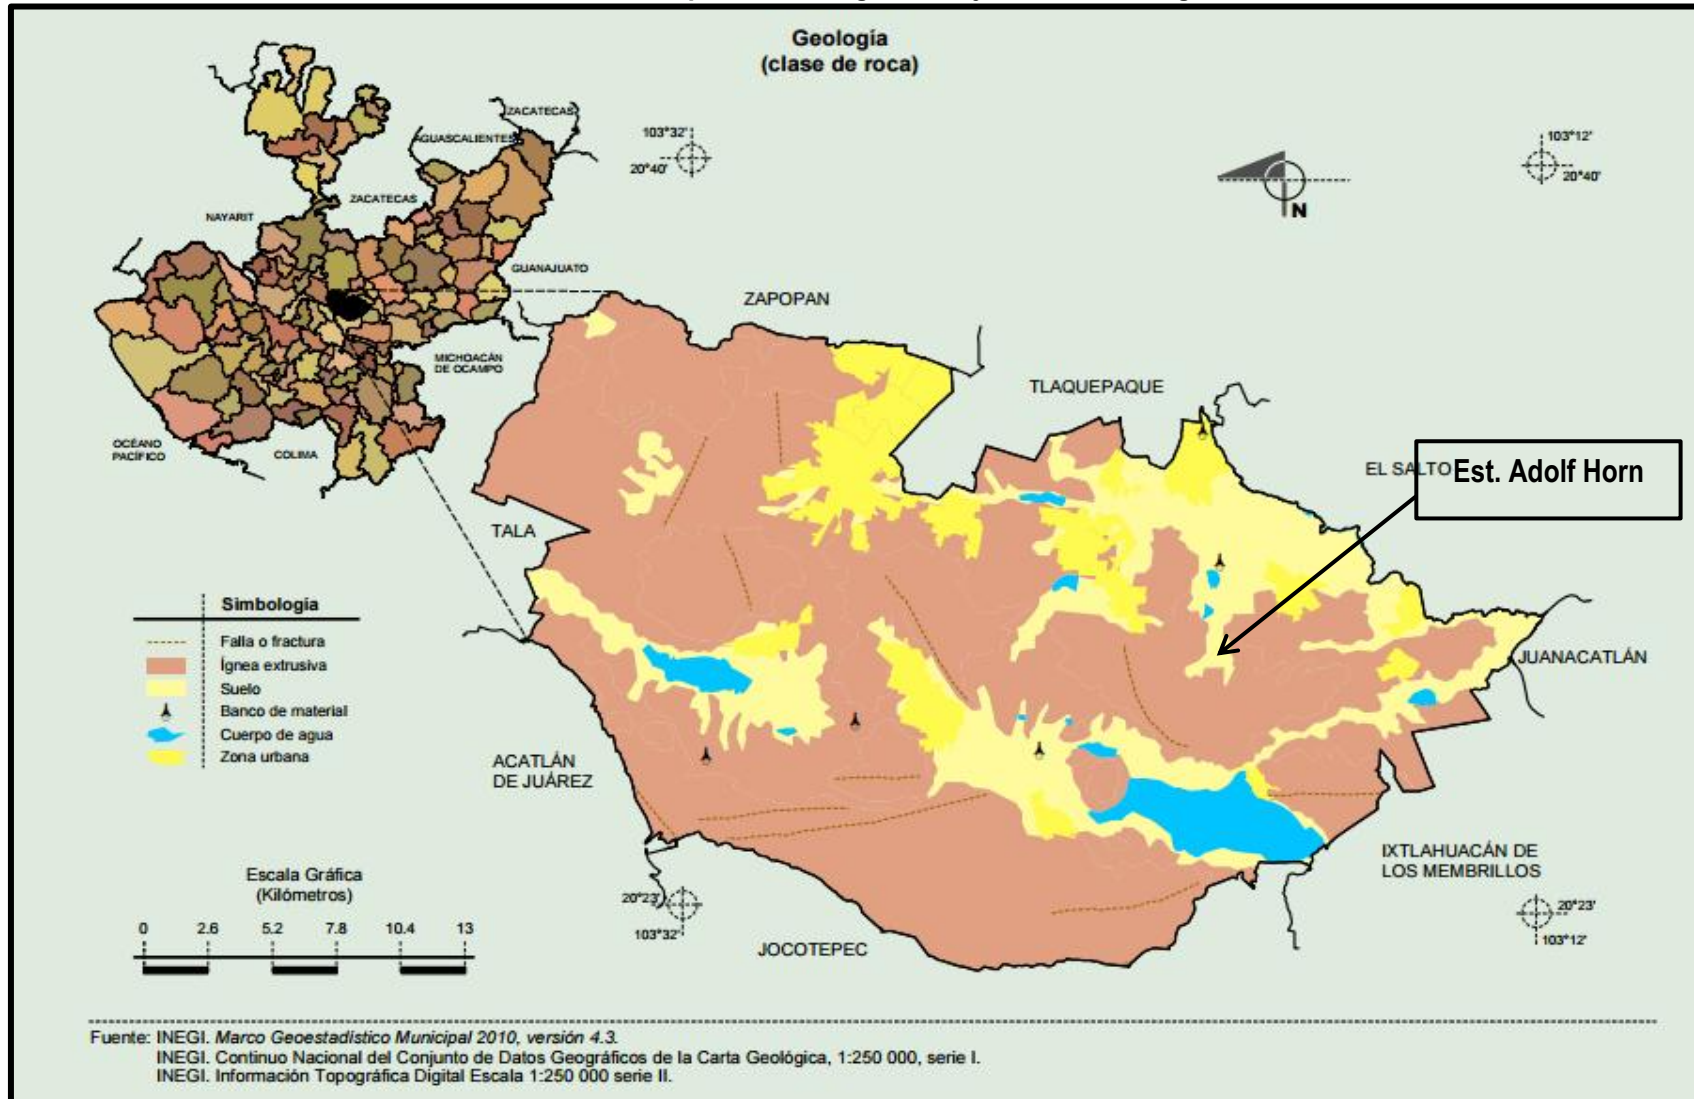 Geología
(clase de roca)
ZACATECAS
AGUASCALIENTES
ZACATECAS
NAYARIT
GUANAJUATO
MICHOACÁN
DE OCAMPO
OCÉANO
PACÍFICO
COLIMA
103°32'
20°40'
N
103°12'
20°40'
ZAPOPAN
TLAQUEPAQUE
EL SALTO
Est. Adolf Horn
TALA
JUANACATLÁN
ACATLÁN
DE JUÁREZ
IXTLAHUACÁN DE
LOS MEMBRILLOS
JOCOTEPEC
Simbología
Falla o fractura
Ígnea extrusiva
Suelo
Banco de material
Cuerpo de agua
Zona urbana
Escala Gráfica
(Kilómetros)
0 2.6 5.2 7.8 10.4 13
20°23'
103°32'
20°23'
103°12'
Fuente: INEGI. Marco Geoestadístico Municipal 2010, versión 4.3.
INEGI. Continuo Nacional del Conjunto de Datos Geográficos de la Carta Geológica, 1:250 000, serie I.
INEGI. Información Topográfica Digital Escala 1:250 000 serie II.